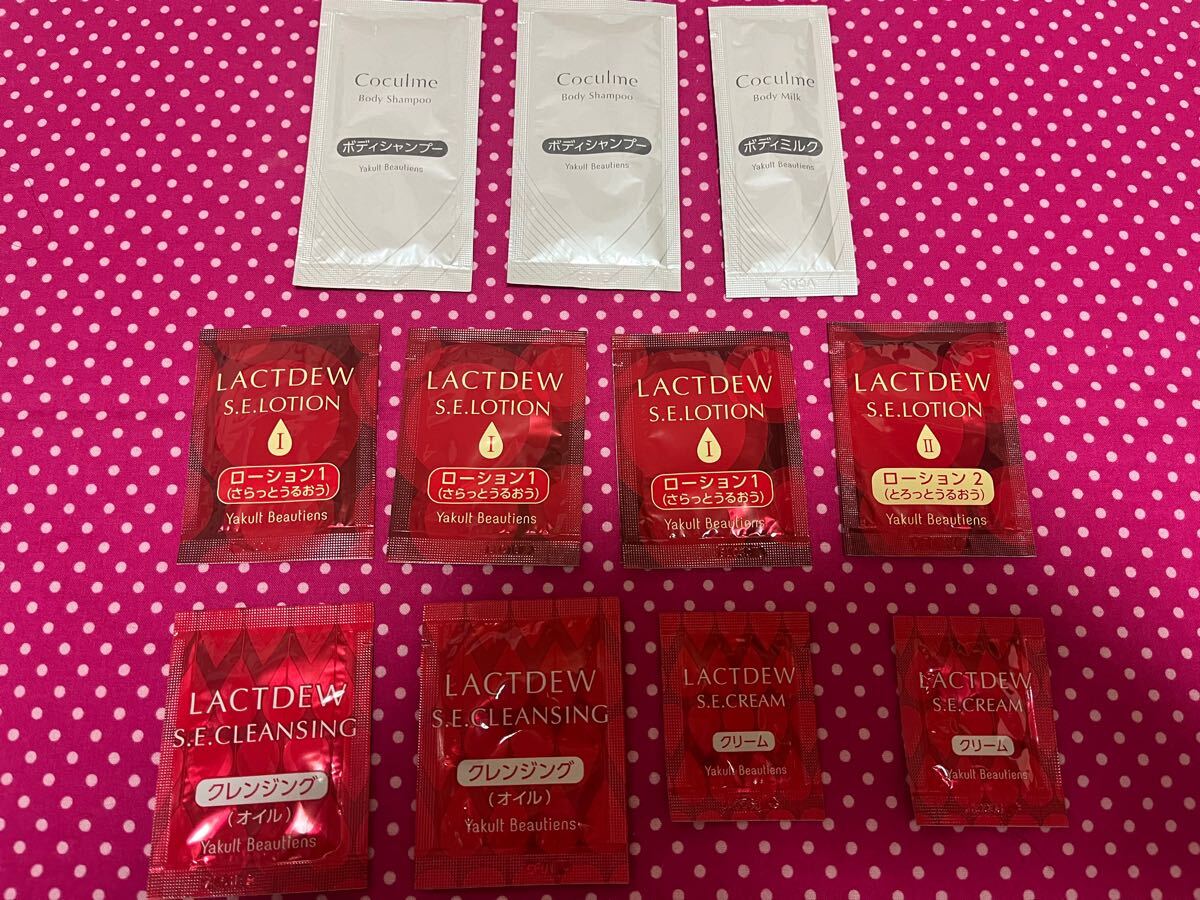 Coculme
Body Shampoo
ボディシャンプー
Yakult Beautiens
Coculme
Body Shampoo
ボディシャンプー
Yakult Beautiens
Coculme
Body Milk
ボディミルク
Yakult Beautiens
LACTDEW
S.E.LOTION
I
ローション1
(さらっとうるおう)
Yakult Beautiens
LACTDEW
S.E.LOTION
I
ローション1
(さらっとうるおう)
Yakult Beautiens
LACTDEW
S.E.LOTION
I
ローション1
(さらっとうるおう)
Yakult Beautiens
LACTDEW
S.E.LOTION
II
ローション2
(とろっとうるおう)
Yakult Beautiens
LACTDEW
S.E.CLEANSING
クレンジング
(オイル)
Yakult Beautiens
LACTDEW
S.E.CLEANSING
クレンジング
(オイル)
Yakult Beautiens
LACTDEW
S.E.CREAM
クリーム
Yakult Beautiens
LACTDEW
S.E.CREAM
クリーム
Yakult Beautiens